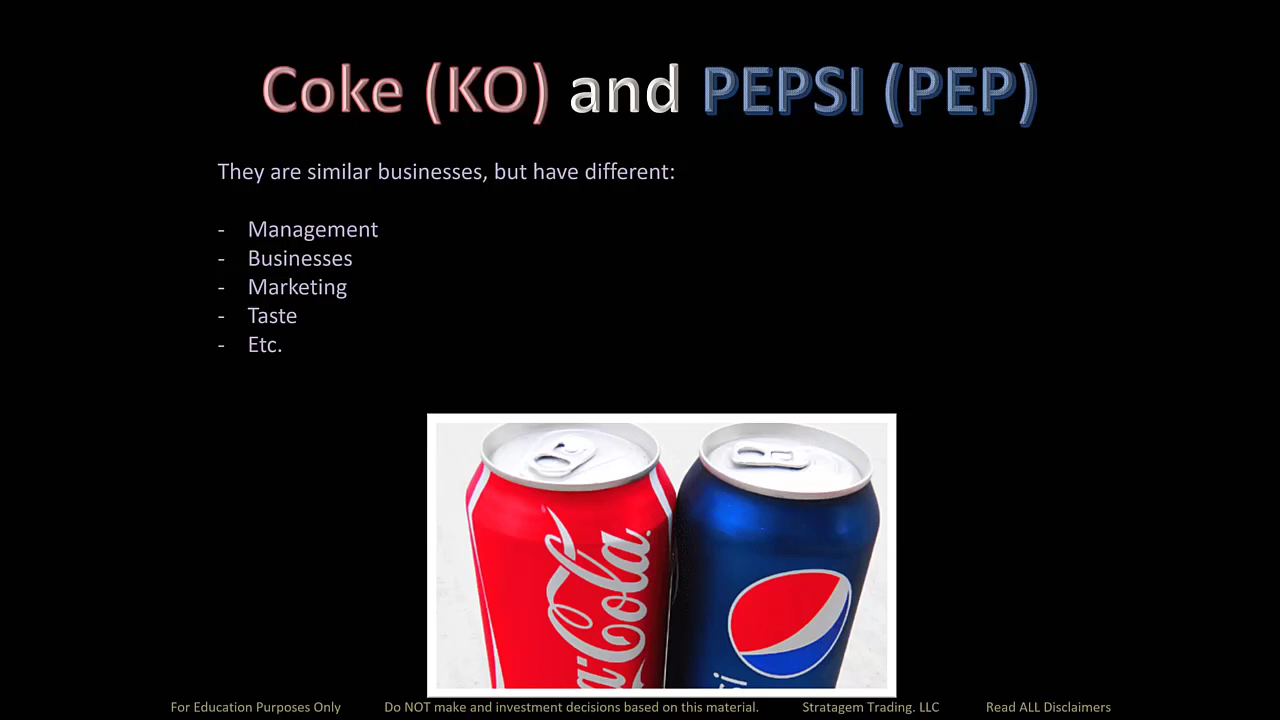 Coke (KO) and PEPSI (PEP)
They are similar businesses, but have different:
- Management
- Businesses
- Marketing
- Taste
- Etc.
a-Cola
si
For Education Purposes Only Do NOT make and investment decisions based on this material. Stratagem Trading. LLC Read ALL Disclaimers